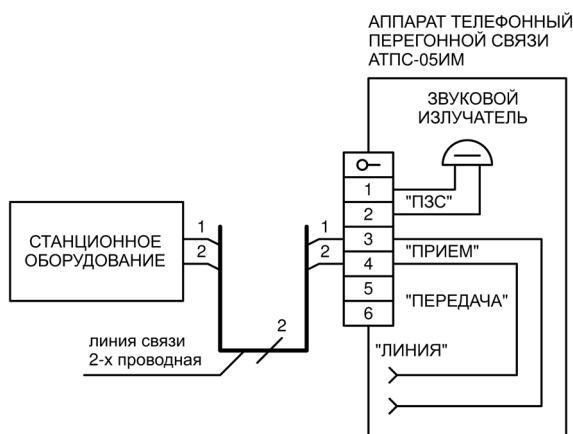 АППАРАТ ТЕЛЕФОННЫЙ
ПЕРЕГОННОЙ СВЯЗИ
АТПС-05ИМ
ЗВУКОВОЙ
ИЗЛУЧАТЕЛЬ
1
"ПЗС"
2
СТАНЦИОННОЕ
ОБОРУДОВАНИЕ
1
2
1
2
3
"ПРИЕМ"
4
5
"ПЕРЕДАЧА"
6
линия связи
2-х проводная
2
"ЛИНИЯ"